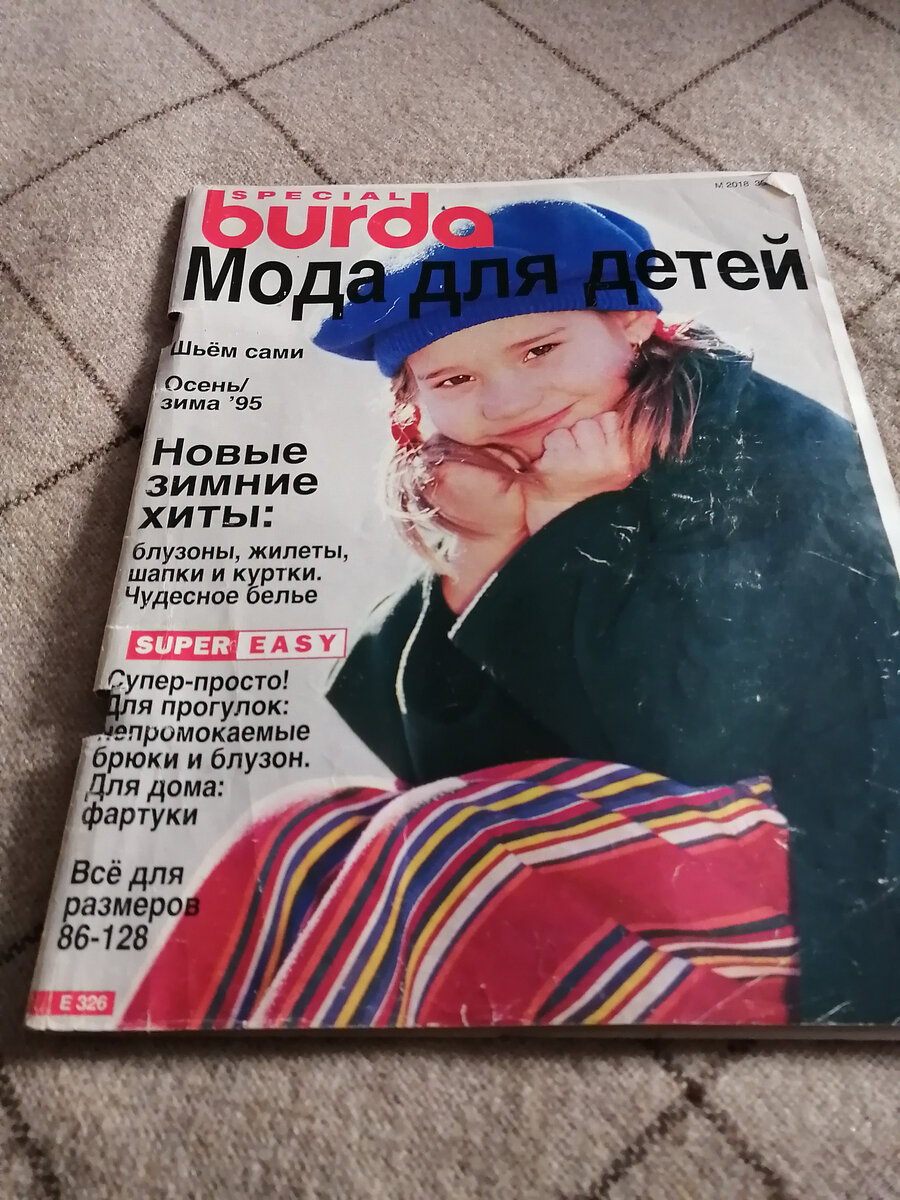 SPECIAL
burda
M 2018
Мода для детей
Шьём сами
Осень/
зима '95
Новые
зимние
хиты:
блузоны, жилеты,
шапки и куртки.
Чудесное белье
SUPER EASY
Супер-просто!
Для прогулок:
непромокаемые
брюки и блузон.
Для дома:
фартуки
Всё для
размеров
86-128
E 326